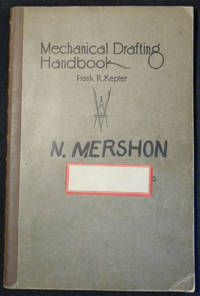 Mechanical Drafting
Handbook
Frank R. Kepler
N. MERSHON